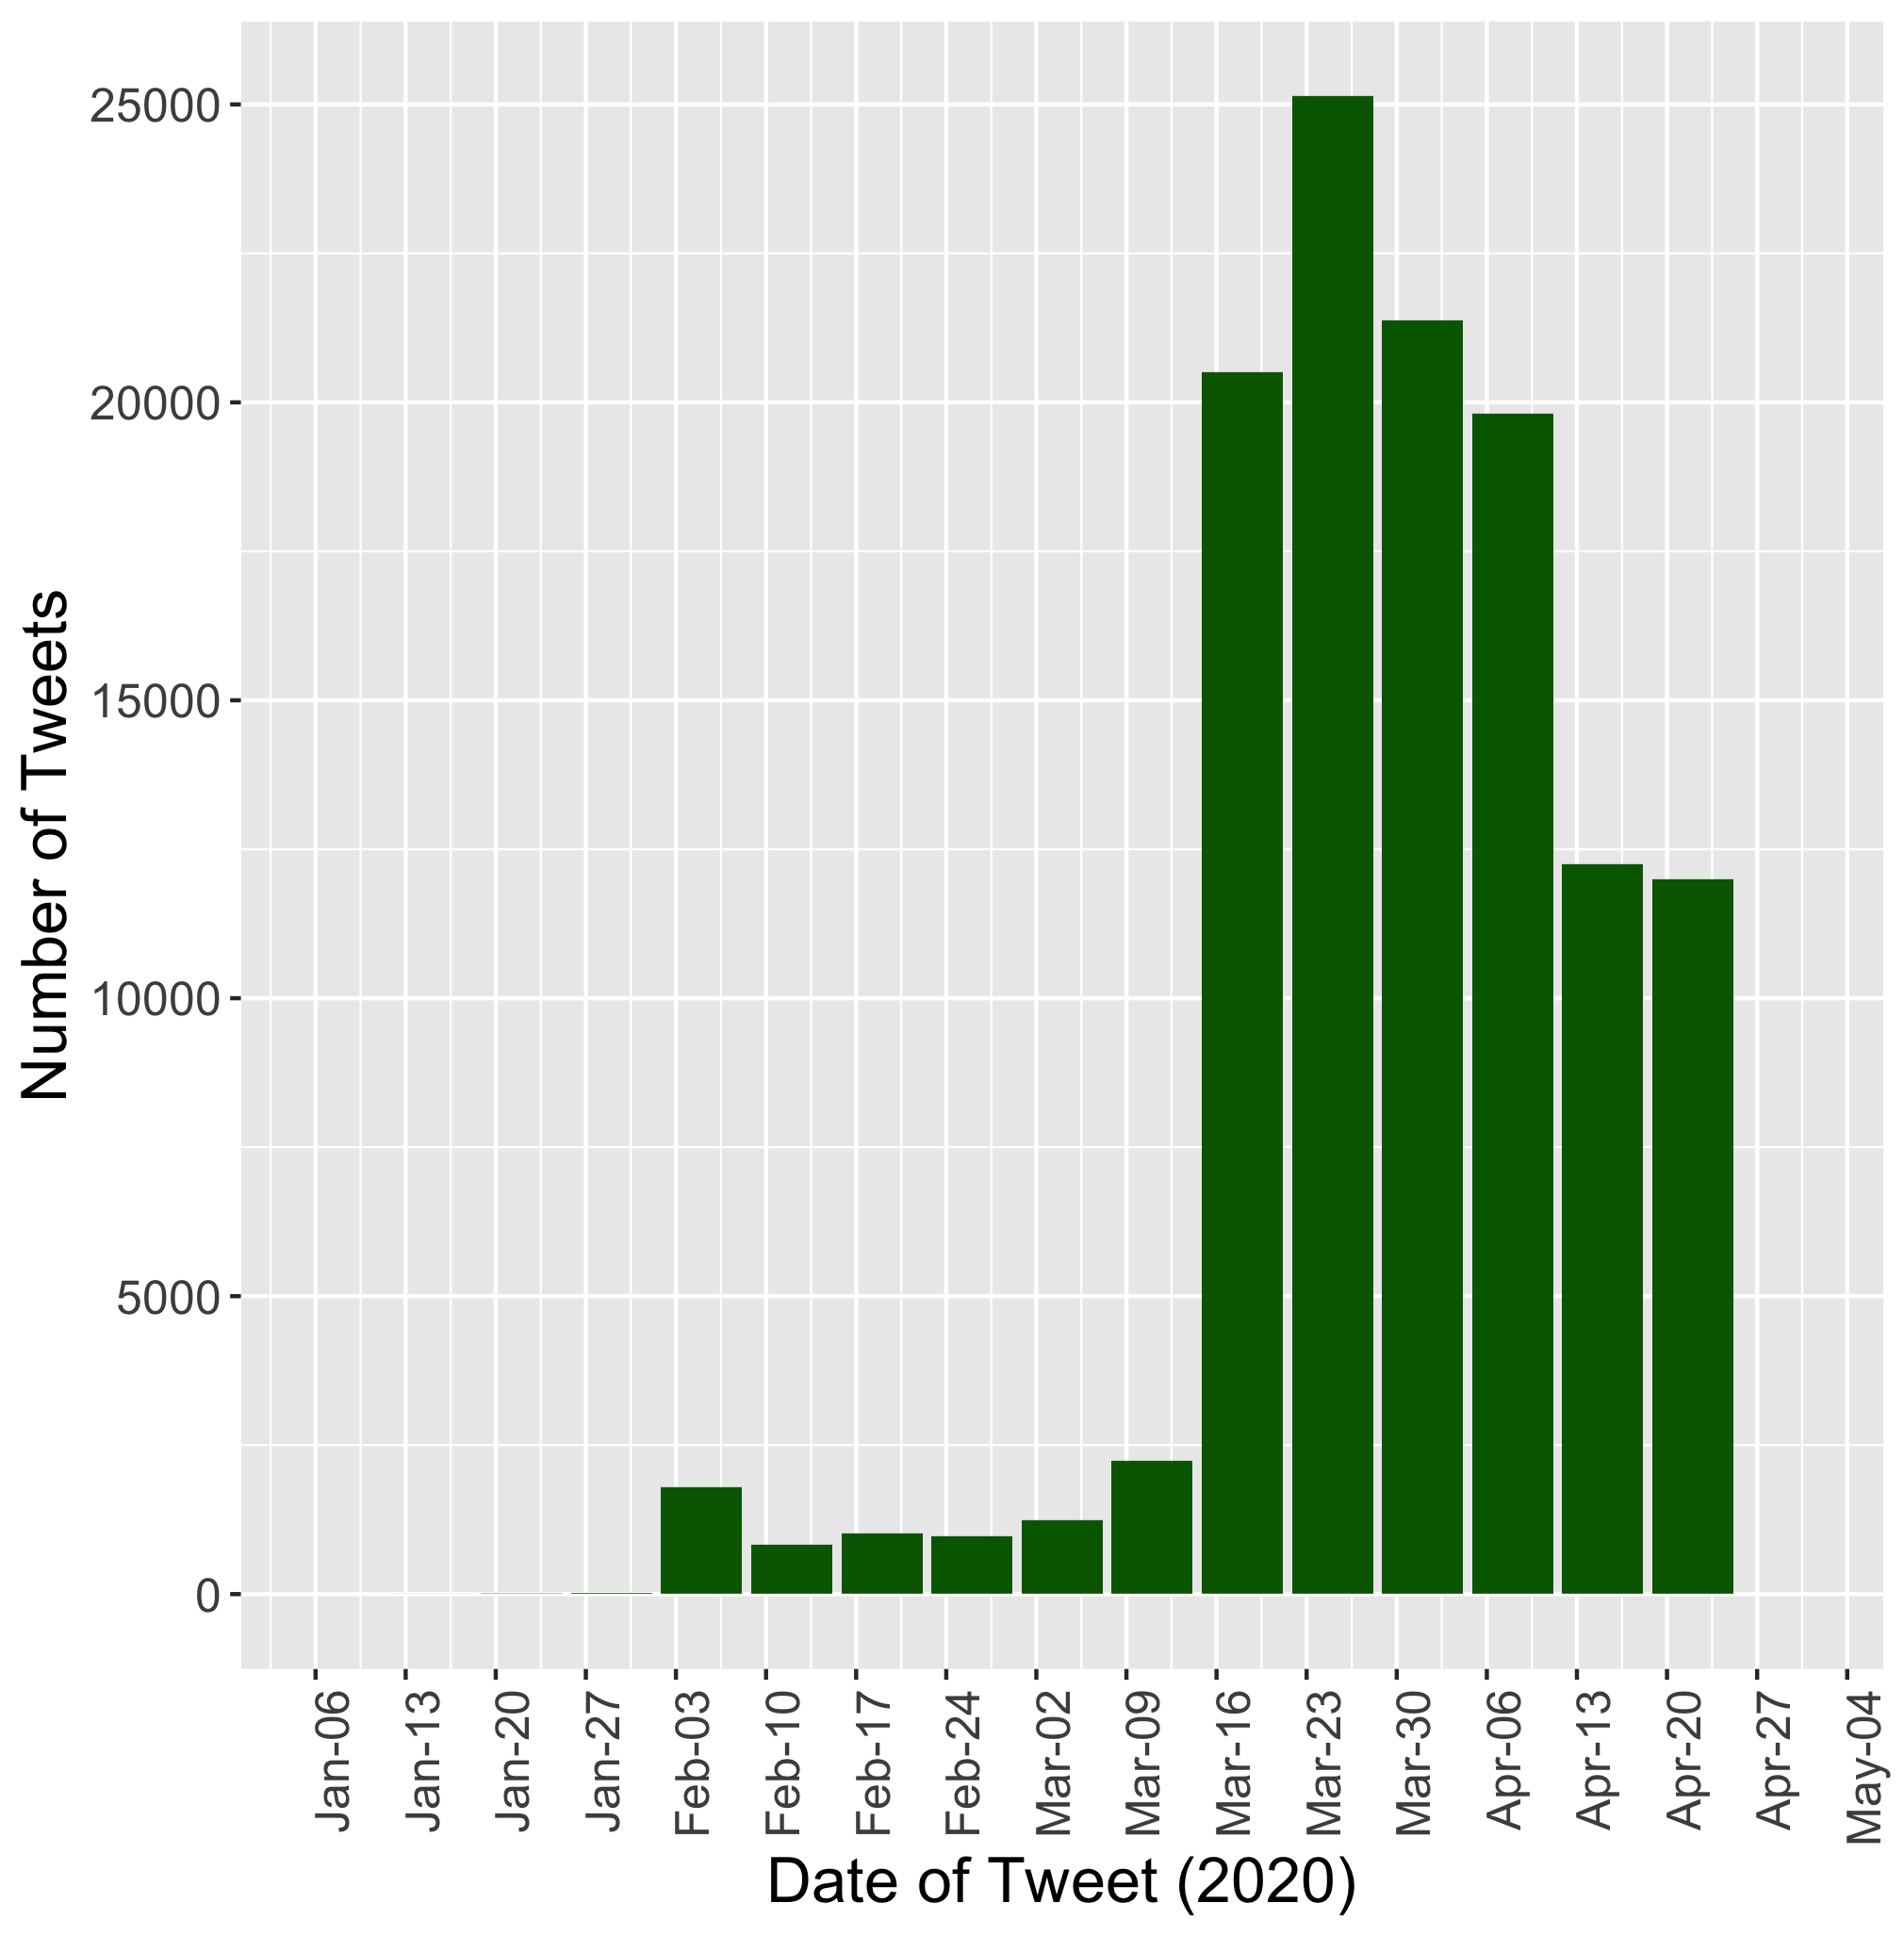 Number of Tweets
25000
20000
15000
10000
5000
0
Jan-06
Jan-13
Jan-20
Jan-27
Feb-03
Feb-10
Feb-17
Feb-24
Mar-02
Mar-09
Mar-16
Mar-23
Mar-30
Apr-06
Apr-13
Apr-20
Apr-27
May-04
Date of Tweet (2020)